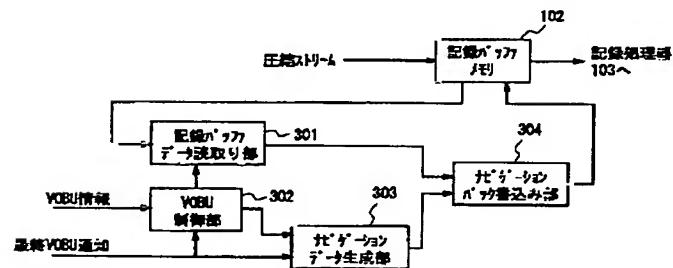 102
圧縮ストリーム
記録バッファ
メモリ
記録処理器
103へ
記録バッファ
データ読取り部
301
304
ナビゲーション
パック書込み部
VOBU情報
VOBU
制御部
302
303
最終VOBU通知
ナビゲーション
データ生成部